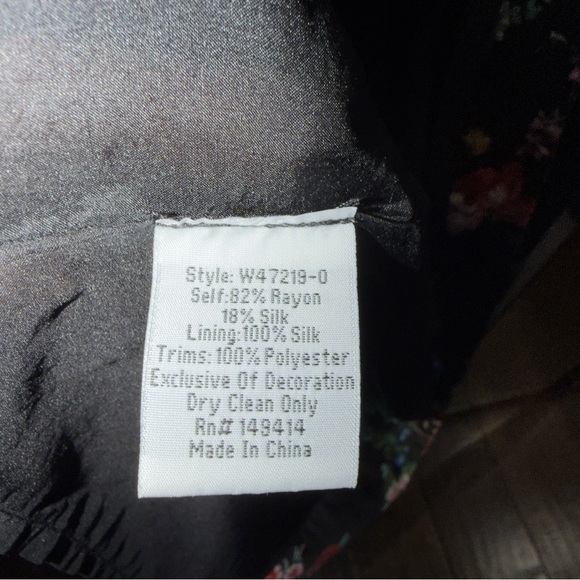 Style: W47219-0
Self:82% Rayon
18% Silk
Lining:100% Silk
Trims:100% Polyester
Exclusive Of Decoration
Dry Clean Only
Rn# 149414
Made In China